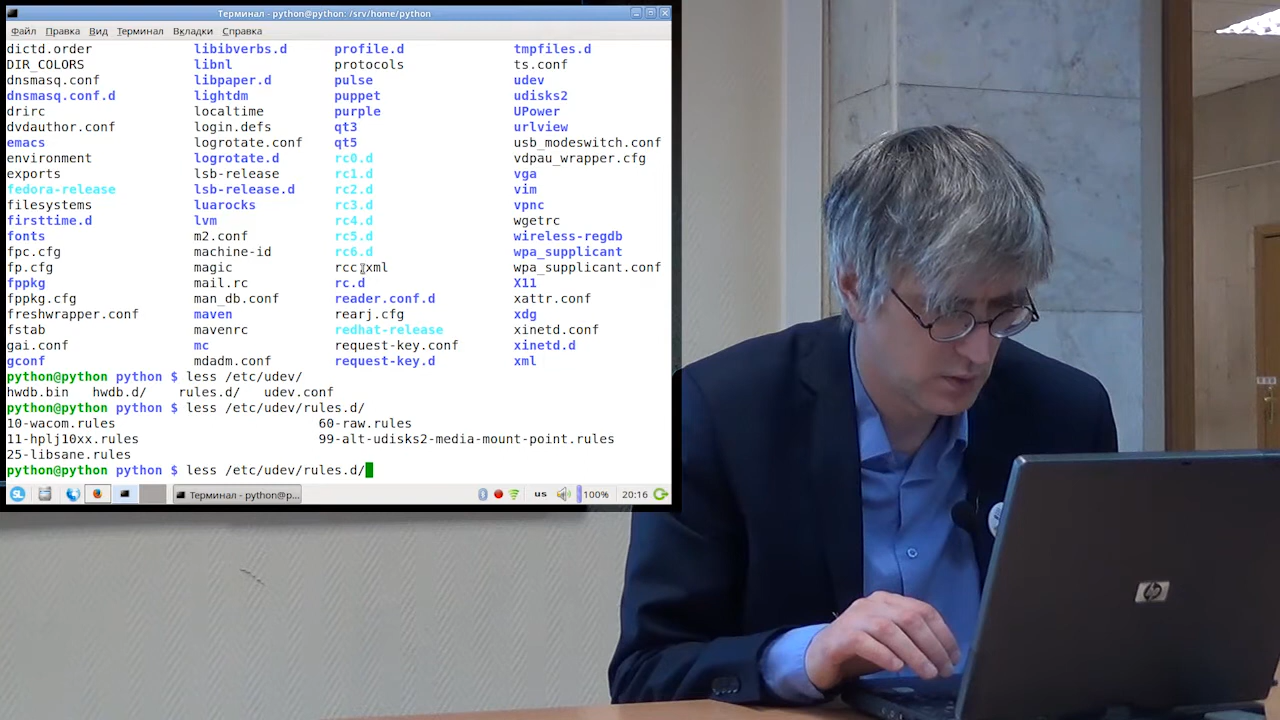 Терминал - python@python: /srv/home/python
Файл Правка Вид Терминал Вкладки Справка
dictd.order libibverbs.d profile.d tmpfiles.d
DIR_COLORS libnl protocols ts.conf
dnsmasq.conf libpaper.d pulse udev
dnsmasq.conf.d lightdm puppet udisks2
drirc localtime purple UPower
dvdauthor.conf login.defs qt3 urlview
emacs logrotate.conf qt5 usb_modeswitch.conf
environment logrotate.d rc0.d vdpau_wrapper.cfg
exports lsb-release rc1.d vga
fedora-release lsb-release.d rc2.d vim
filesystems luarocks rc3.d vpnc
firsttime.d lvm rc4.d wgetrc
fonts m2.conf rc5.d wireless-regdb
fpc.cfg machine-id rc6.d wpa_supplicant
fp.cfg magic rcc.xml wpa_supplicant.conf
fppkg mail.rc rc.d X11
fppkg.cfg man_db.conf reader.conf.d xattr.conf
freshwrapper.conf maven rearj.cfg xdg
fstab mavenrc redhat-release xinetd.conf
gai.conf mc request-key.conf xinetd.d
gconf mdadm.conf request-key.d xml
python@python python $ less /etc/udev/
hwdb.bin hwdb.d/ rules.d/ udev.conf
python@python python $ less /etc/udev/rules.d/
10-wacom.rules 60-raw.rules
11-hplj10xx.rules 99-alt-udisks2-media-mount-point.rules
25-libsane.rules
python@python python $ less /etc/udev/rules.d/
Терминал - python@p... us 100% 20:16
hp